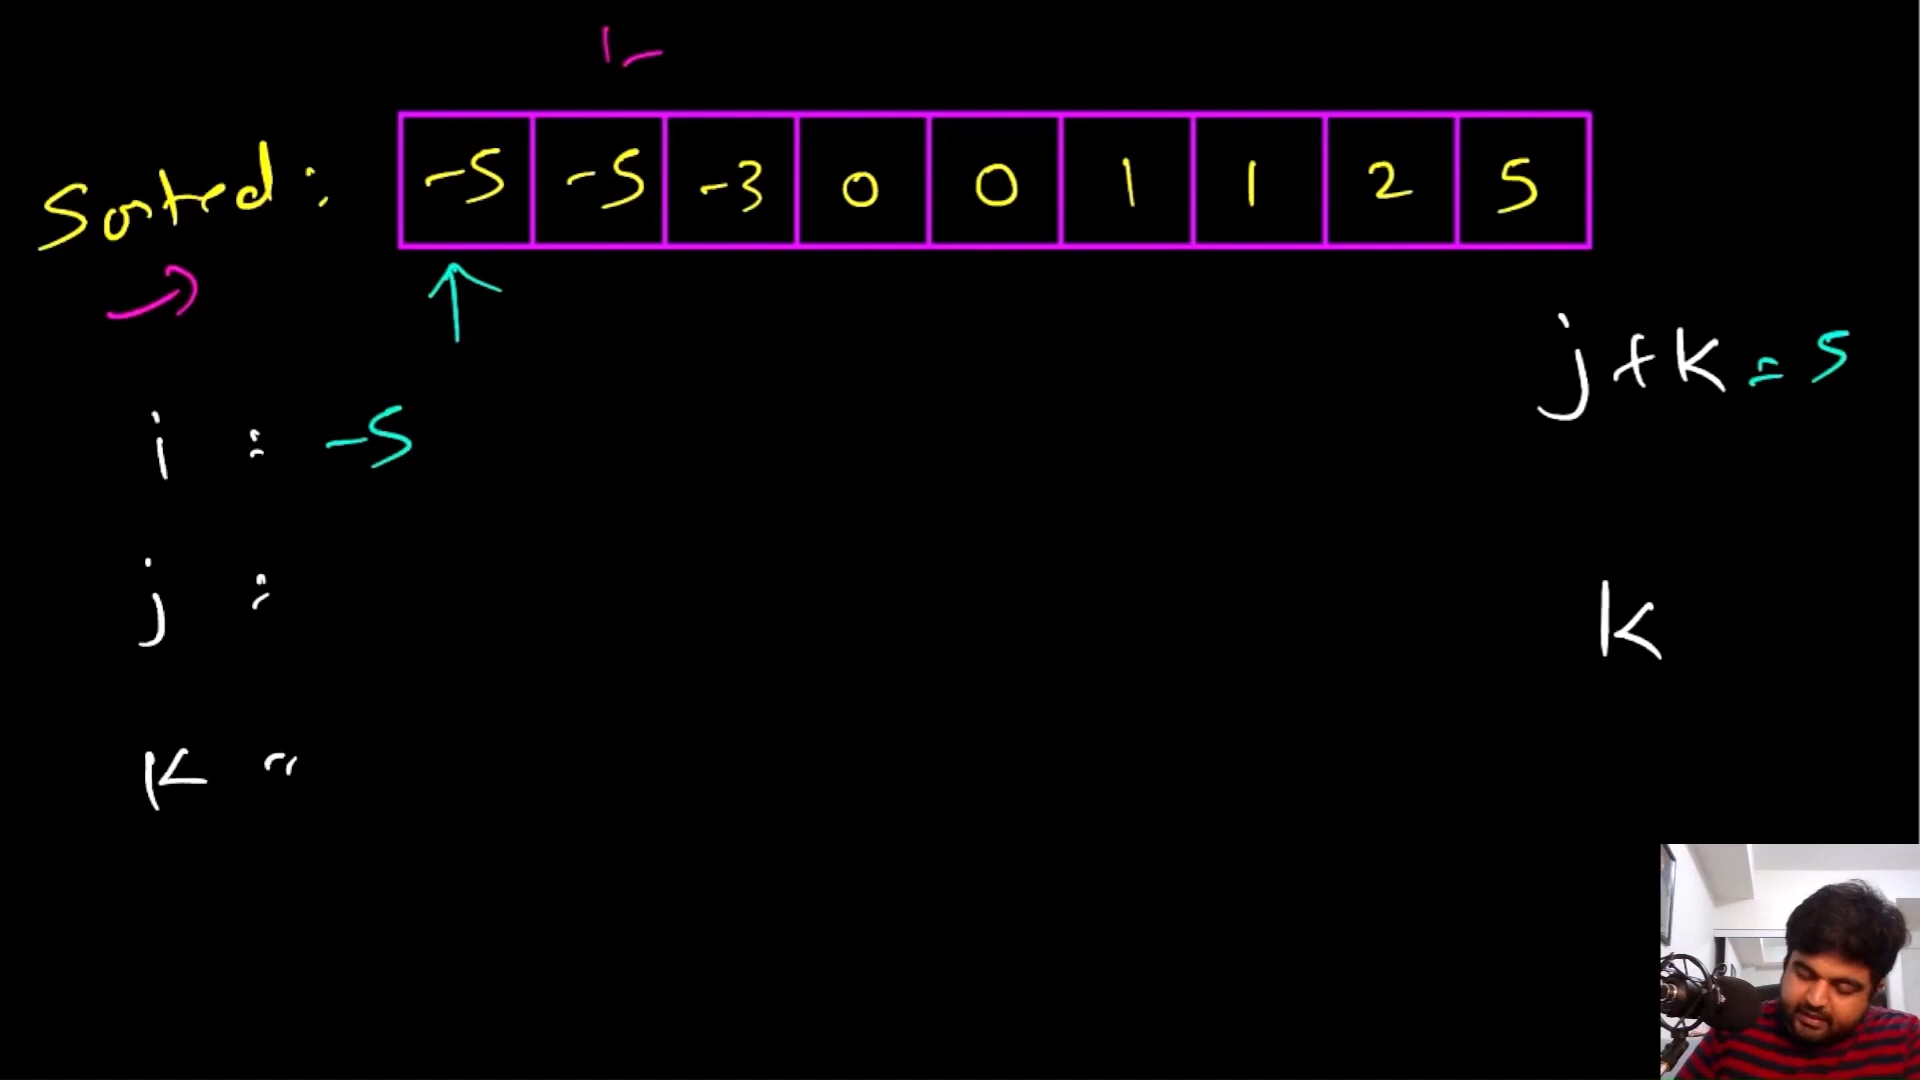 Sorted : -5 -5 -3 0 0 1 1 2 5
j + k = 5
i : -5
j :
k
k :